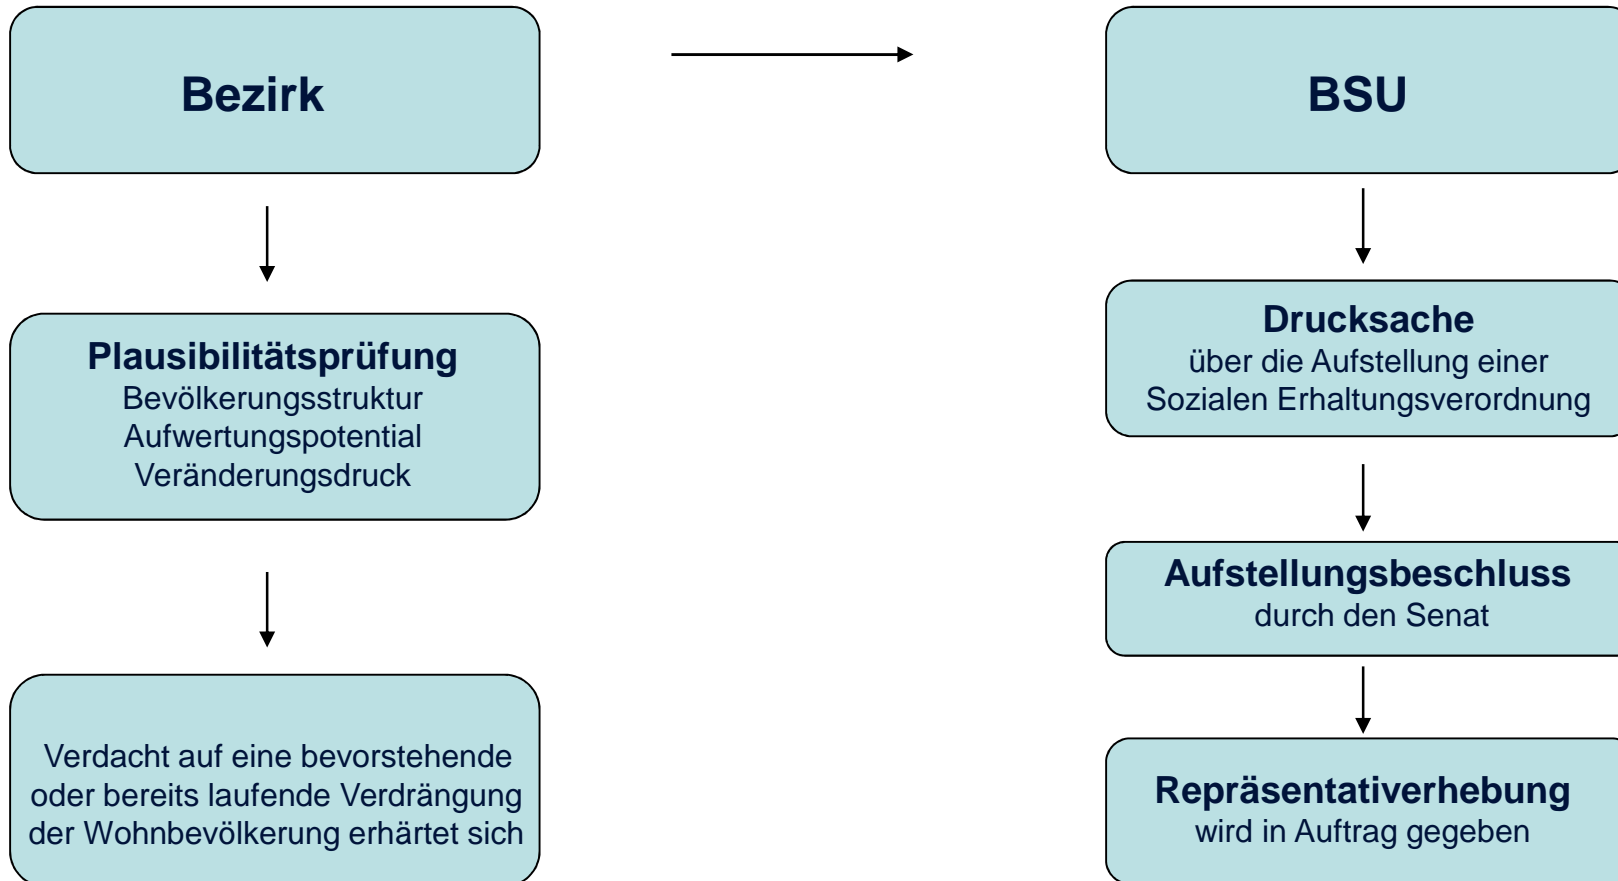 Bezirk
Plausibilitätsprüfung
Bevölkerungsstruktur
Aufwertungspotential
Veränderungsdruck
Verdacht auf eine bevorstehende
oder bereits laufende Verdrängung
der Wohnbevölkerung erhärtet sich
BSU
Drucksache
über die Aufstellung einer
Sozialen Erhaltungsverordnung
Aufstellungsbeschluss
durch den Senat
Repräsentativerhebung
wird in Auftrag gegeben